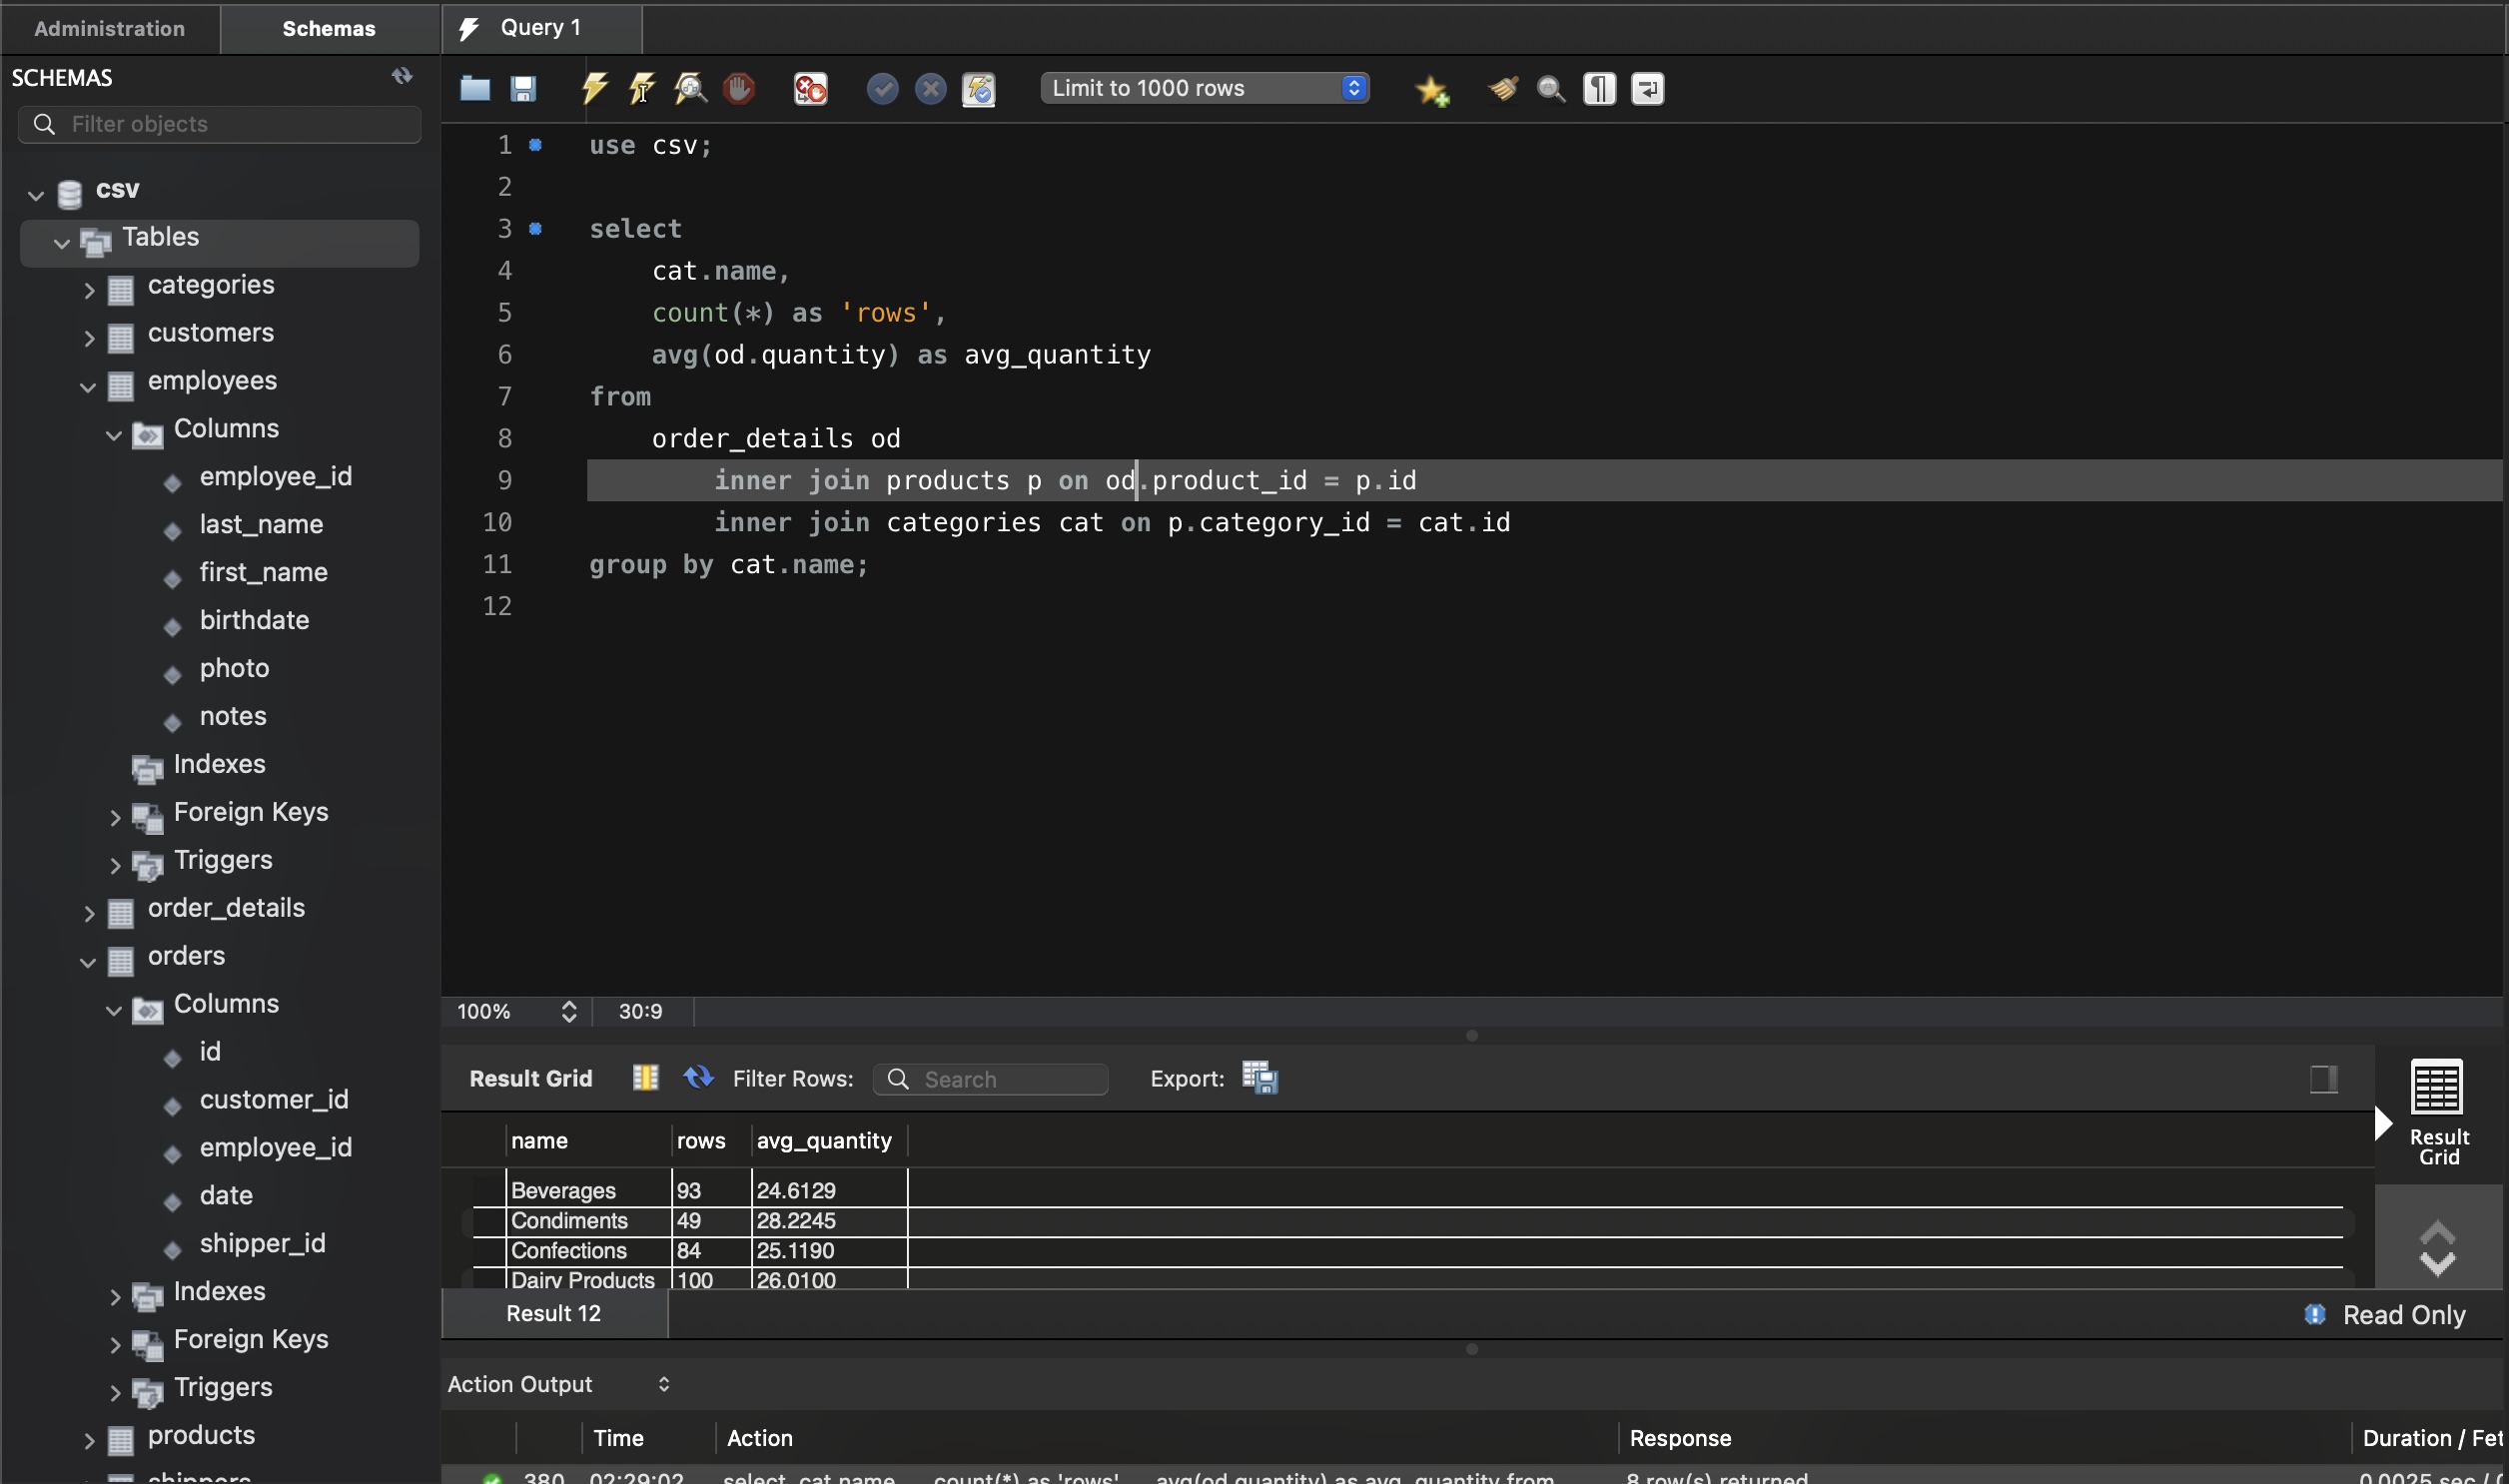 Administration
Schemas
Query 1
SCHEMAS
Filter objects
Limit to 1000 rows
csv
Tables
categories
customers
employees
Columns
employee_id
last_name
first_name
birthdate
photo
notes
Indexes
Foreign Keys
Triggers
order_details
orders
Columns
id
customer_id
employee_id
date
shipper_id
Indexes
Foreign Keys
Triggers
products
shippers
1 use csv;
2
3 select
4 cat.name,
5 count(*) as 'rows',
6 avg(od.quantity) as avg_quantity
7 from
8 order_details od
9 inner join products p on od.product_id = p.id
10 inner join categories cat on p.category_id = cat.id
11 group by cat.name;
12
100% 30:9
Result Grid Filter Rows: Search Export:
Result Grid
name rows avg_quantity
Beverages 93 24.6129
Condiments 49 28.2245
Confections 84 25.1190
Dairy Products 100 26.0100
Result 12
Read Only
Action Output
Time Action Response Duration / Fet
380 02:29:02 select cat.name, count(*) as 'rows', avg(od.quantity) as avg_quantity from 8 row(s) returned 0.0025 sec /